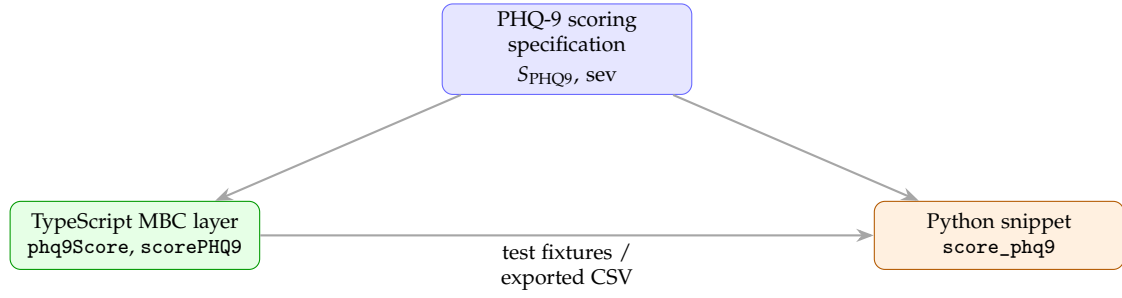 PHQ-9 scoring
specification
S_PHQ9, sev
TypeScript MBC layer
phq9Score, scorePHQ9
test fixtures /
exported CSV
Python snippet
score_phq9